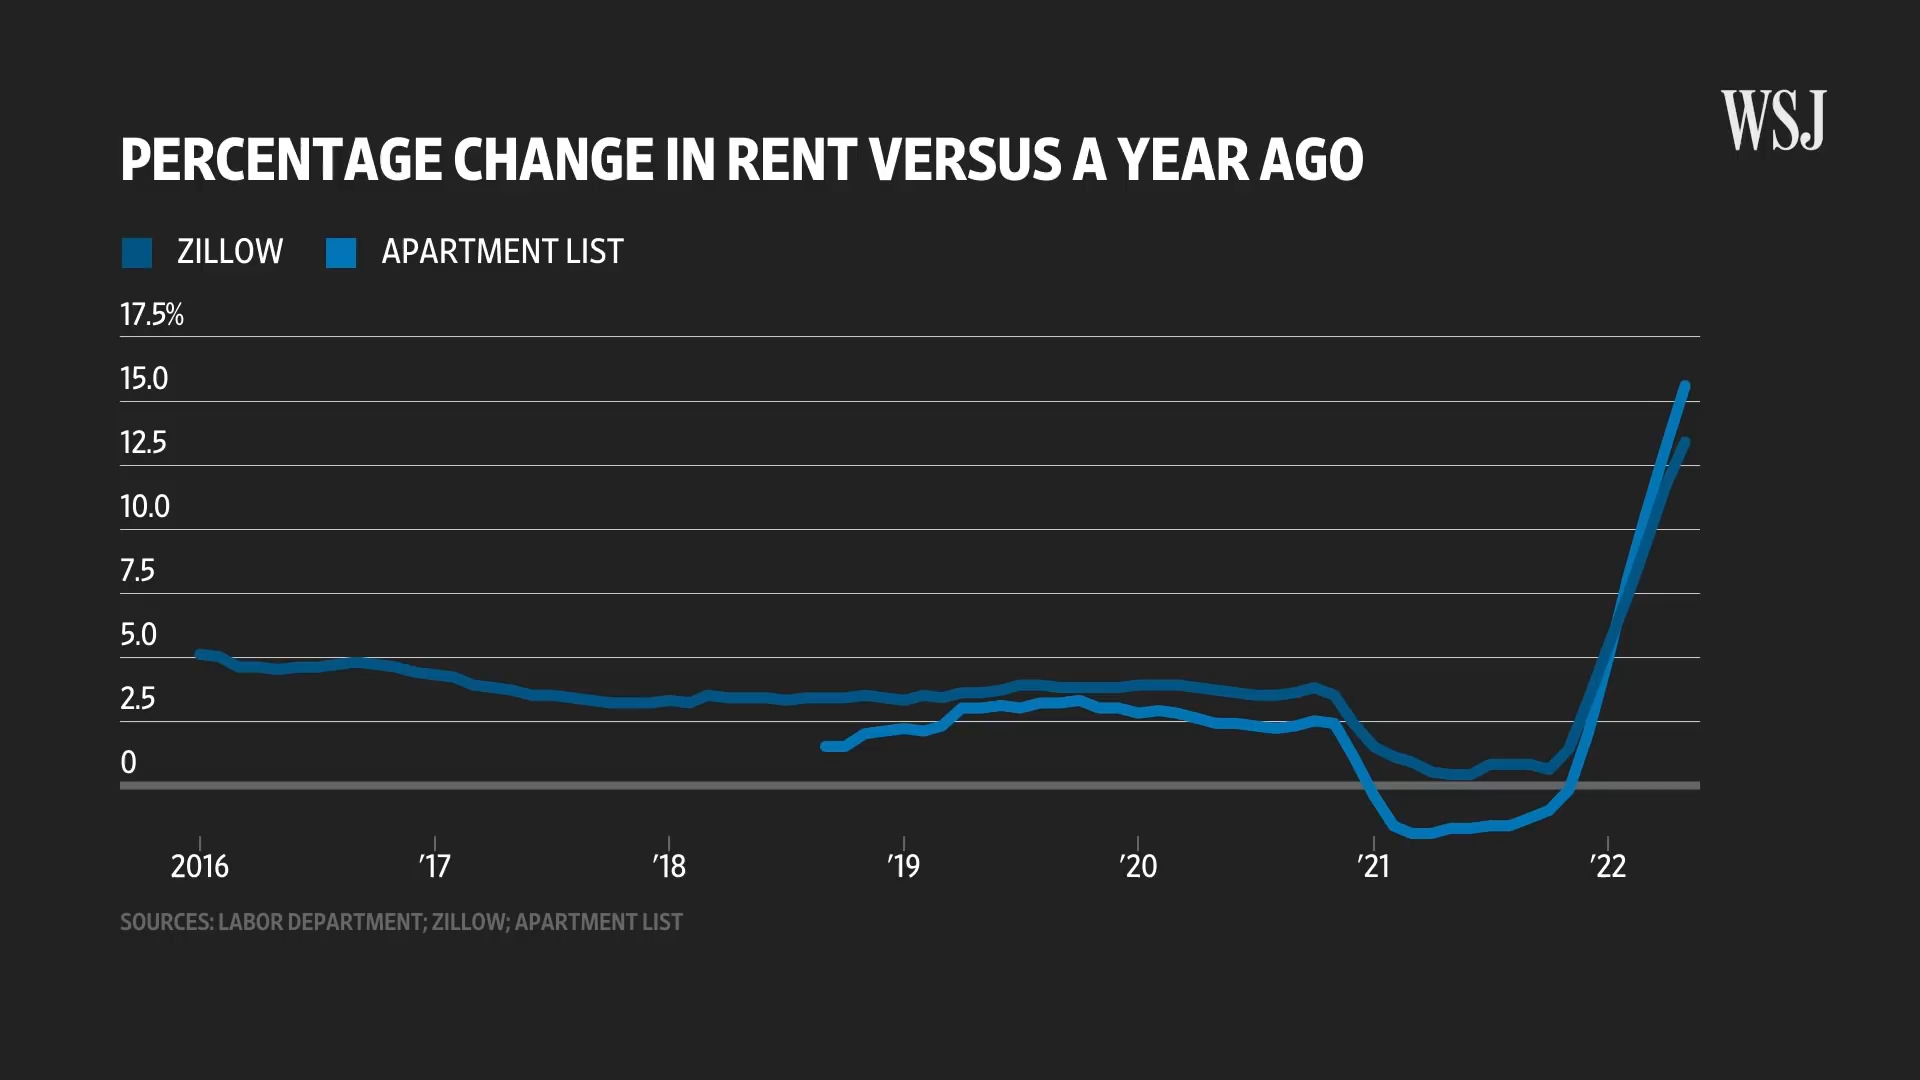 WSJ
PERCENTAGE CHANGE IN RENT VERSUS A YEAR AGO
ZILLOW APARTMENT LIST
17.5%
15.0
12.5
10.0
7.5
5.0
2.5
0
2016 ’17 ’18 ’19 ’20 ’21 ’22
SOURCES: LABOR DEPARTMENT; ZILLOW; APARTMENT LIST